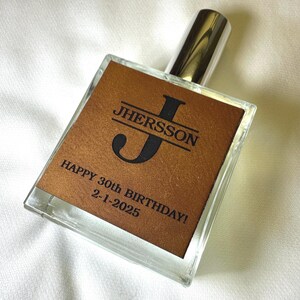 J
JHERSSON
HAPPY 30th BIRTHDAY!
2-1-2025